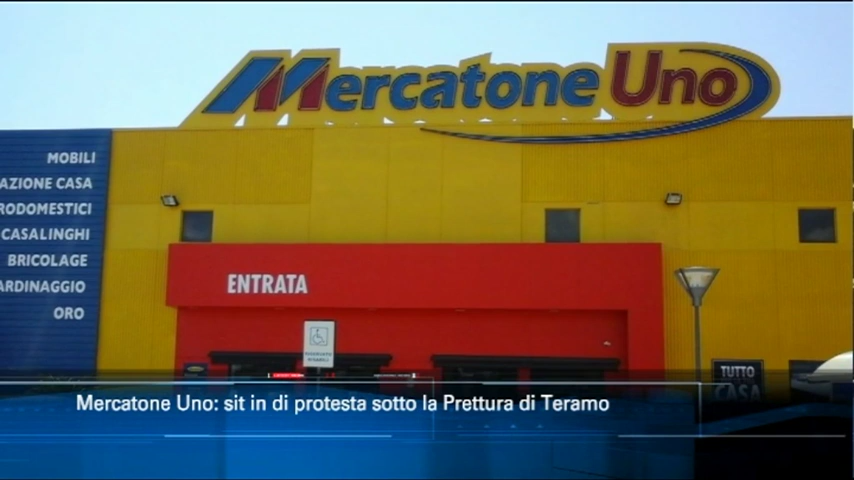 Mercatone Uno
MOBILI
AZIONE CASA
RODOMESTICI
CASALINGHI
BRICOLAGE
ARDINAGGIO
ORO
ENTRATA
TUTTO
CASA
Mercatone Uno: sit in di protesta sotto la Prettura di Teramo